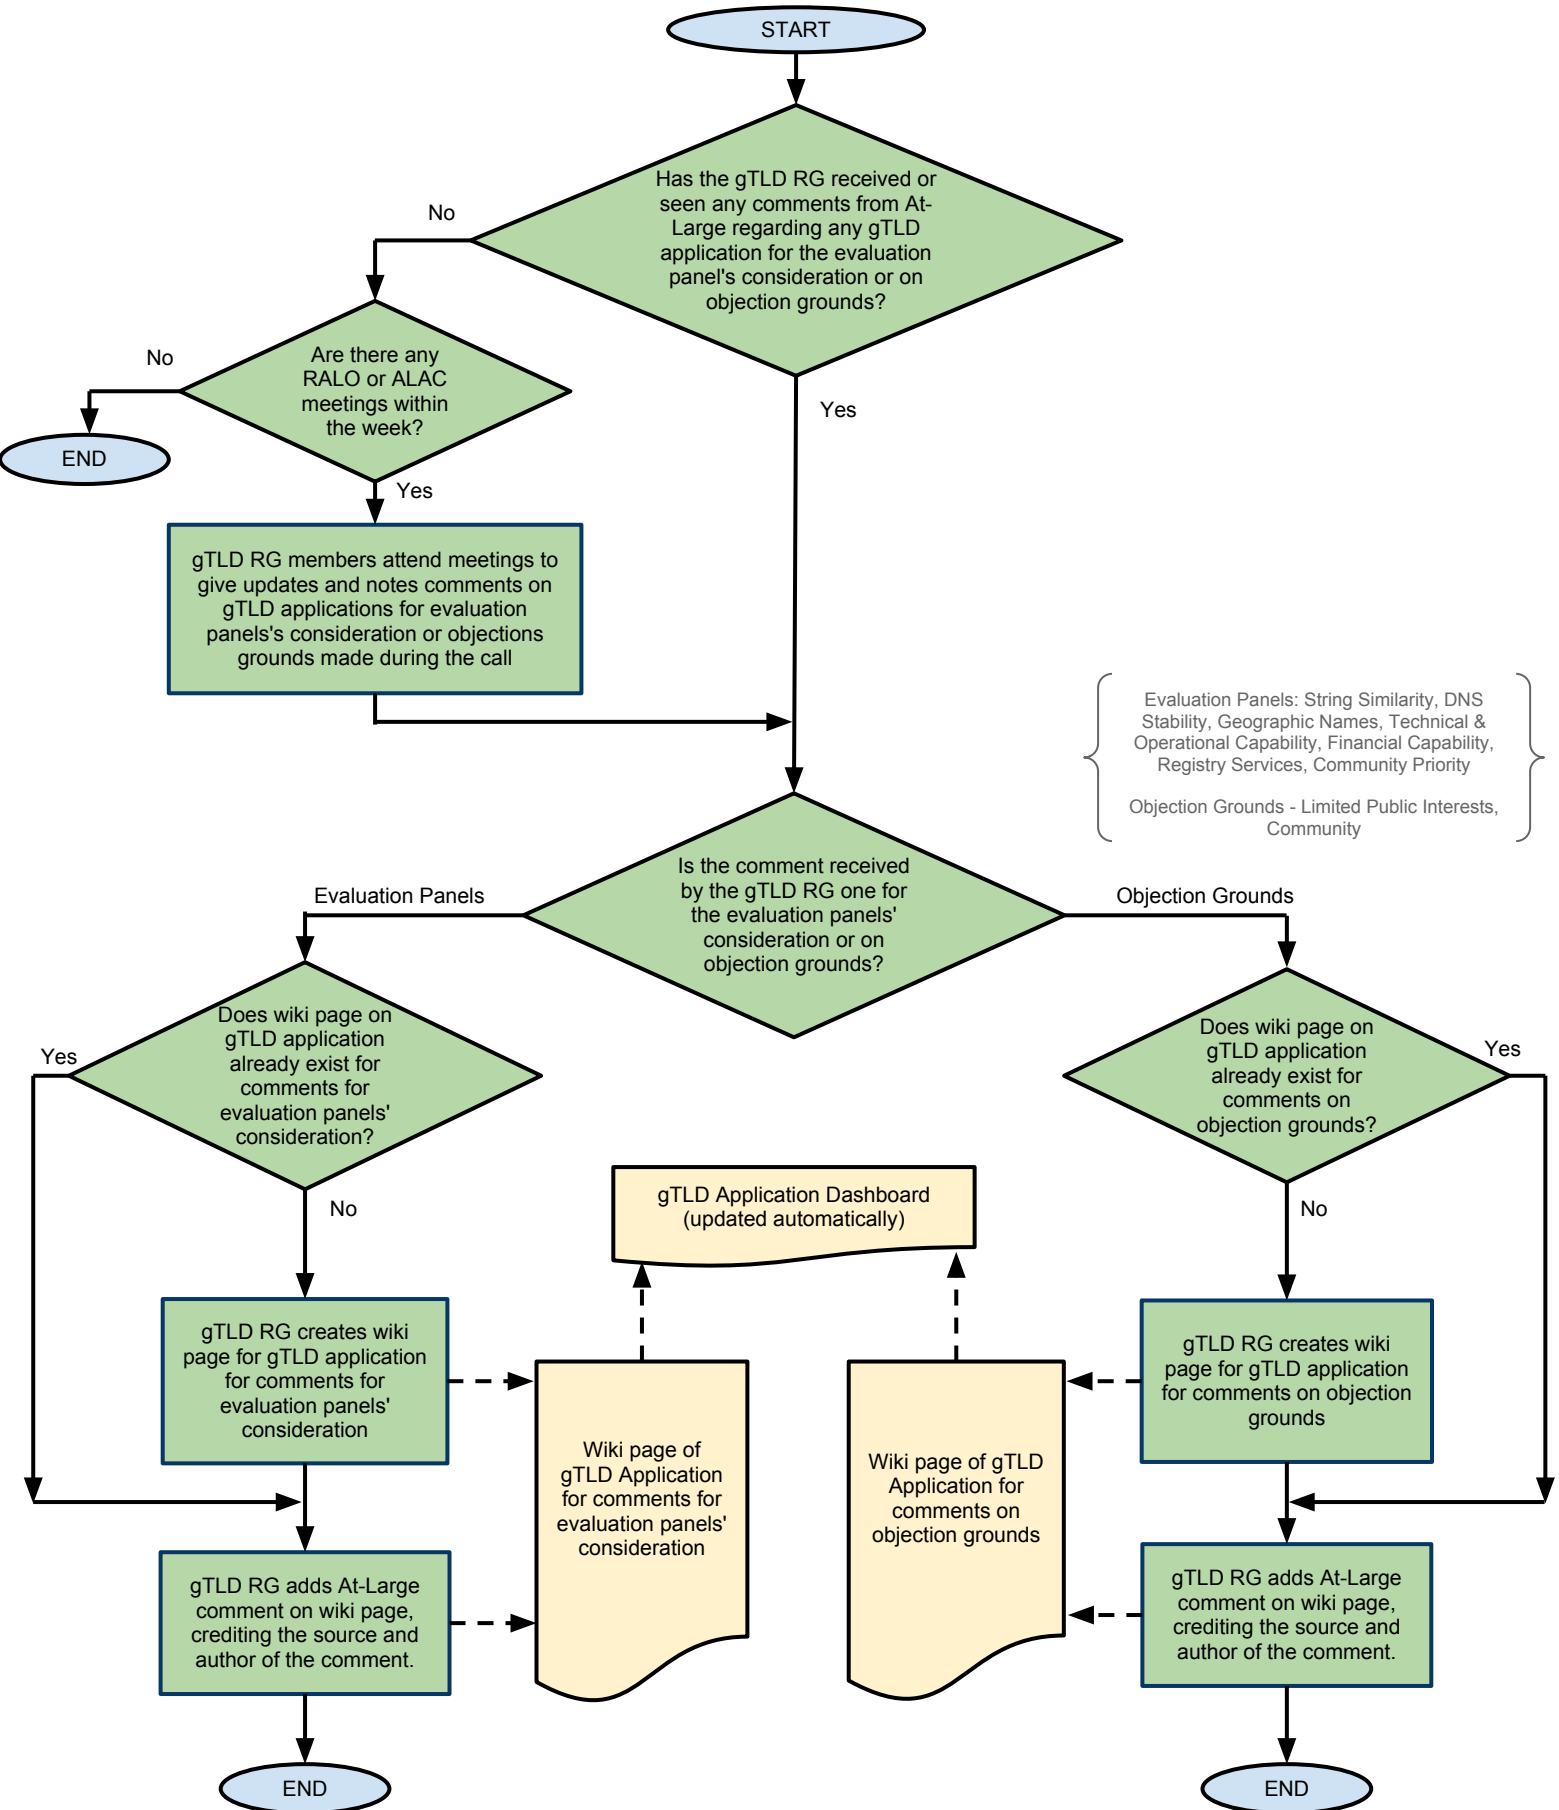 START
Has the gTLD RG received or
seen any comments from At-
Large regarding any gTLD
application for the evaluation
panel's consideration or on
objection grounds?
No
Yes
Are there any
RALO or ALAC
meetings within
the week?
No
END
Yes
gTLD RG members attend meetings to
give updates and notes comments on
gTLD applications for evaluation
panels's consideration or objections
grounds made during the call
Evaluation Panels: String Similarity, DNS
Stability, Geographic Names, Technical &
Operational Capability, Financial Capability,
Registry Services, Community Priority
Objection Grounds - Limited Public Interests,
Community
Is the comment received
by the gTLD RG one for
the evaluation panels'
consideration or on
objection grounds?
Evaluation Panels
Objection Grounds
Does wiki page on
gTLD application
already exist for
comments for
evaluation panels'
consideration?
Yes
No
Does wiki page on
gTLD application
already exist for
comments on
objection grounds?
Yes
No
gTLD Application Dashboard
(updated automatically)
gTLD RG creates wiki
page for gTLD application
for comments for
evaluation panels'
consideration
Wiki page of
gTLD Application
for comments for
evaluation panels'
consideration
Wiki page of gTLD
Application for
comments on
objection grounds
gTLD RG creates wiki
page for gTLD application
for comments on objection
grounds
gTLD RG adds At-Large
comment on wiki page,
crediting the source and
author of the comment.
gTLD RG adds At-Large
comment on wiki page,
crediting the source and
author of the comment.
END
END